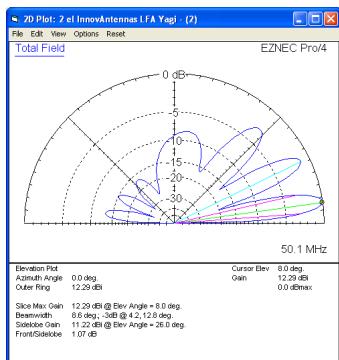 2D Plot: 2 el InnovAntennas LFA Yagi - (2)
File Edit View Options Reset
Total Field
EZNEC Pro/4
0 dB
-5
-10
-15
-20
-30
50.1 MHz
Elevation Plot
Cursor Elev 8.0 deg.
Azimuth Angle 0.0 deg.
Gain 12.29 dBi
Outer Ring 12.29 dBi
0.0 dBmax
Slice Max Gain 12.29 dBi @ Elev Angle = 8.0 deg.
Beamwidth 8.6 deg.; -3dB @ 4.2, 12.8 deg.
Sidelobe Gain 11.22 dBi @ Elev Angle = 26.0 deg.
Front/Sidelobe 1.07 dB